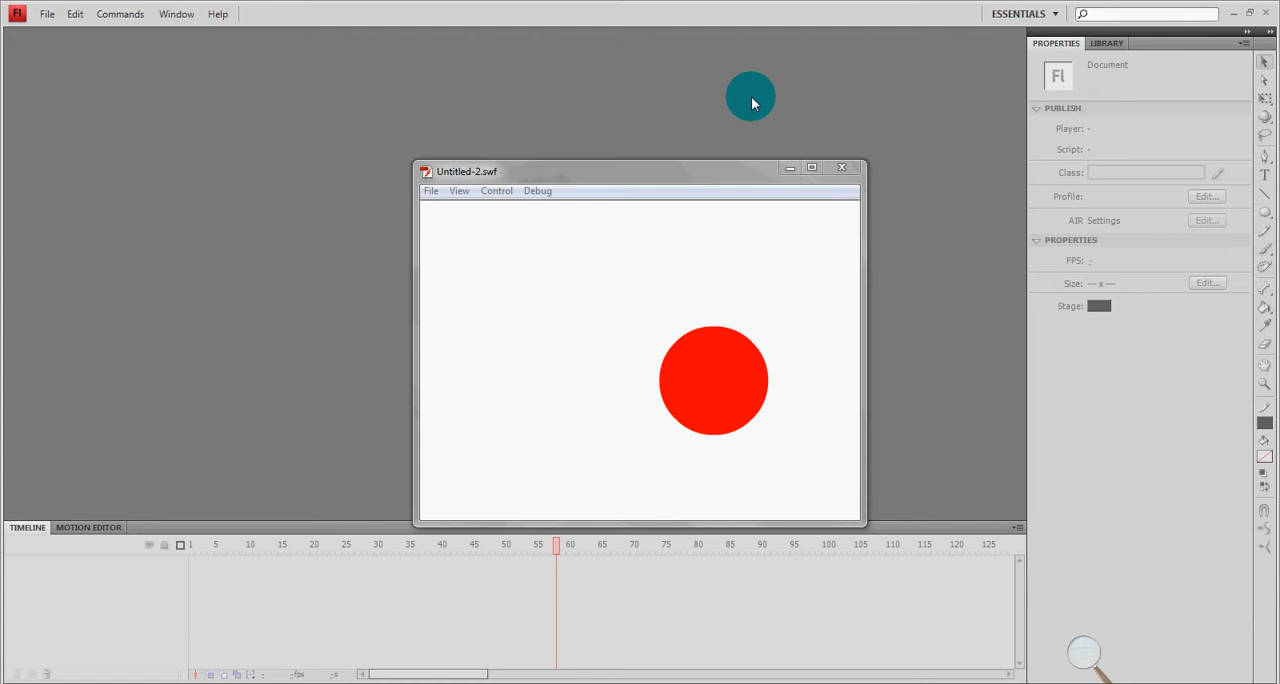 Fl File Edit Commands Window Help ESSENTIALS
PROPERTIES LIBRARY
Fl Document
PUBLISH
Player: -
Script: -
Class:
Profile: Edit...
AIR Settings Edit...
PROPERTIES
FPS: -
Size: --- x --- Edit...
Stage:
Untitled-2.swf
File View Control Debug
TIMELINE MOTION EDITOR
1 5 10 15 20 25 30 35 40 45 50 55 60 65 70 75 80 85 90 95 100 105 110 115 120 125
- -fps -s